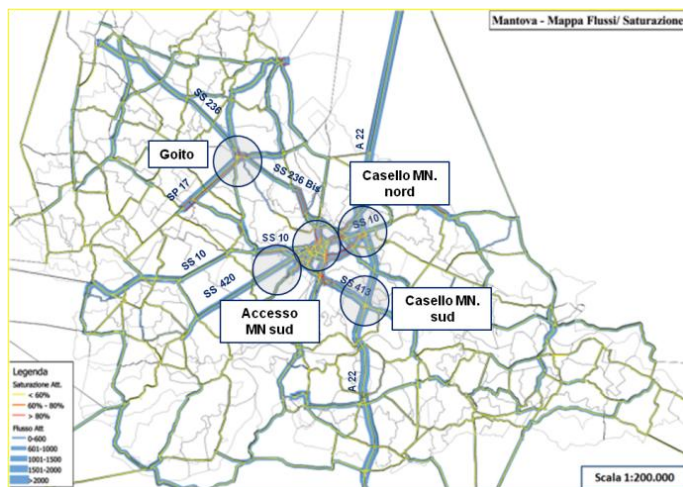 Mantova - Mappa Flussi/ Saturazione
SS 236
A 22
Goito
SP 17
SS 236 Bis
Casello MN.
nord
SS 10
SS 10
SS 10
SS 420
SS 413
Accesso
MN sud
Casello MN.
sud
A 22
Legenda
Saturazione Att.
< 60%
60% - 80%
> 80%
Flusso Att
0-600
601-1000
1001-1500
1501-2000
>2000
Scala 1:200.000